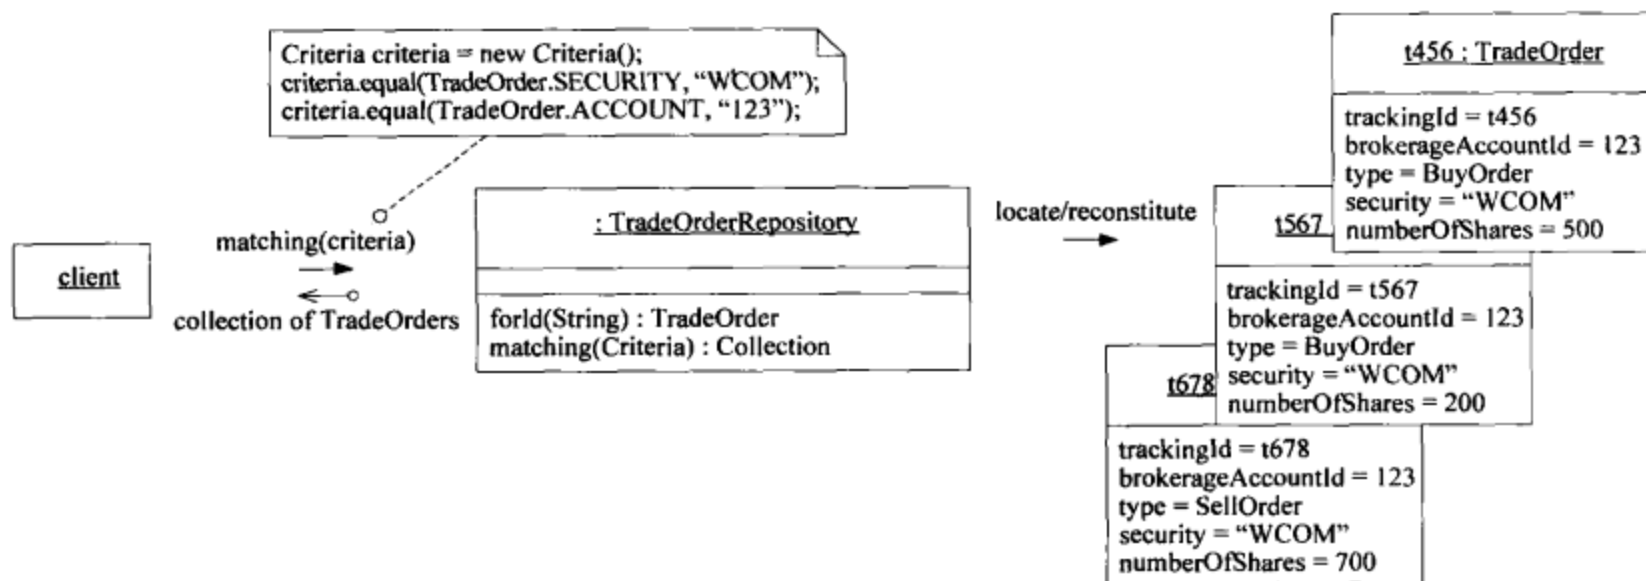 Criteria criteria = new Criteria();
criteria.equal(TradeOrder.SECURITY, “WCOM”);
criteria.equal(TradeOrder.ACCOUNT, “123”);
client
matching(criteria)
collection of TradeOrders
: TradeOrderRepository
forId(String) : TradeOrder
matching(Criteria) : Collection
locate/reconstitute
t456 : TradeOrder
trackingId = t456
brokerageAccountId = 123
type = BuyOrder
security = “WCOM”
numberOfShares = 500
t567
trackingId = t567
brokerageAccountId = 123
type = BuyOrder
security = “WCOM”
numberOfShares = 200
t678
trackingId = t678
brokerageAccountId = 123
type = SellOrder
security = “WCOM”
numberOfShares = 700